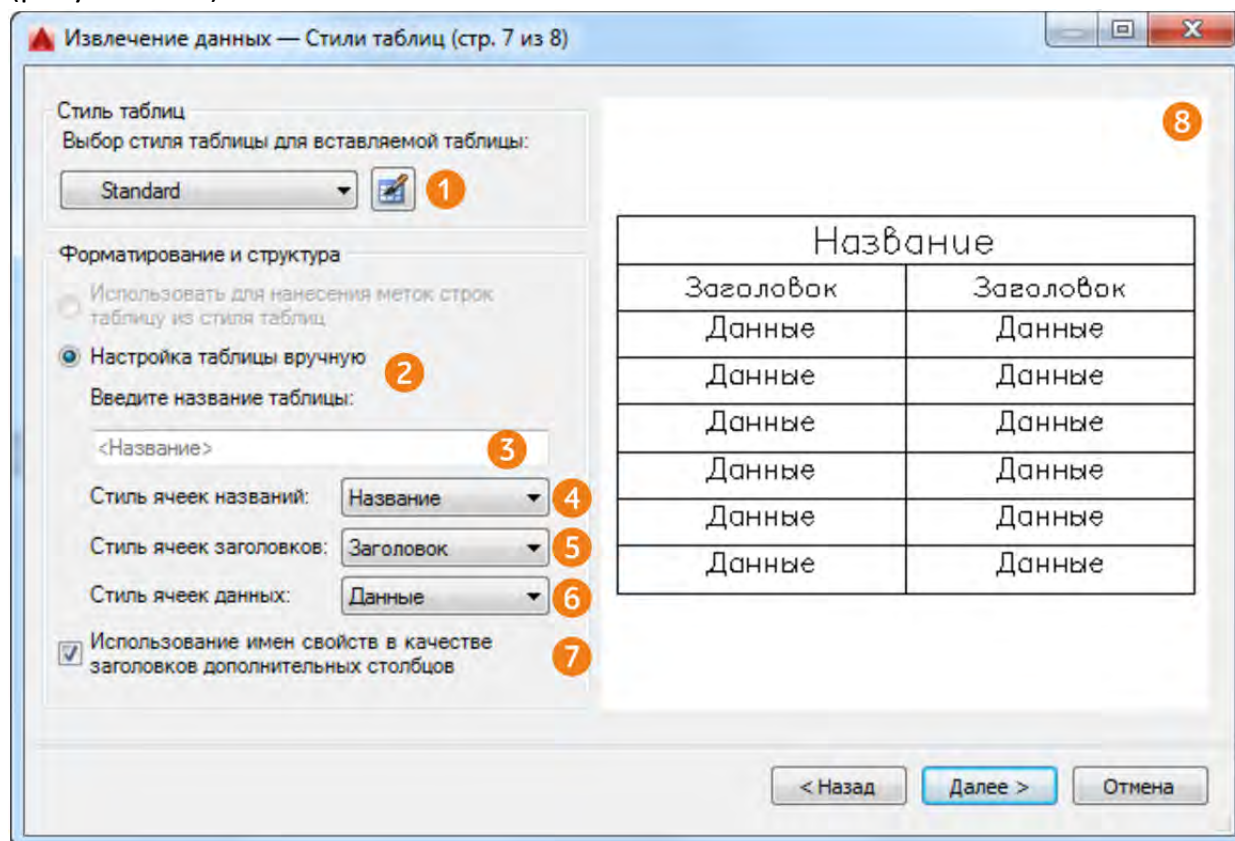 Извлечение данных — Стили таблиц (стр. 7 из 8)
Стиль таблиц
Выбор стиля таблицы для вставляемой таблицы:
Standard
1
Форматирование и структура
Использовать для нанесения меток строк
таблицу из стиля таблиц
Настройка таблицы вручную
2
Введите название таблицы:
<Название>
3
Стиль ячеек названий:
Название
4
Стиль ячеек заголовков:
Заголовок
5
Стиль ячеек данных:
Данные
6
Использование имен свойств в качестве
заголовков дополнительных столбцов
7
8
Название
Заголовок Заголовок
Данные Данные
Данные Данные
Данные Данные
Данные Данные
Данные Данные
Данные Данные
< Назад
Далее >
Отмена